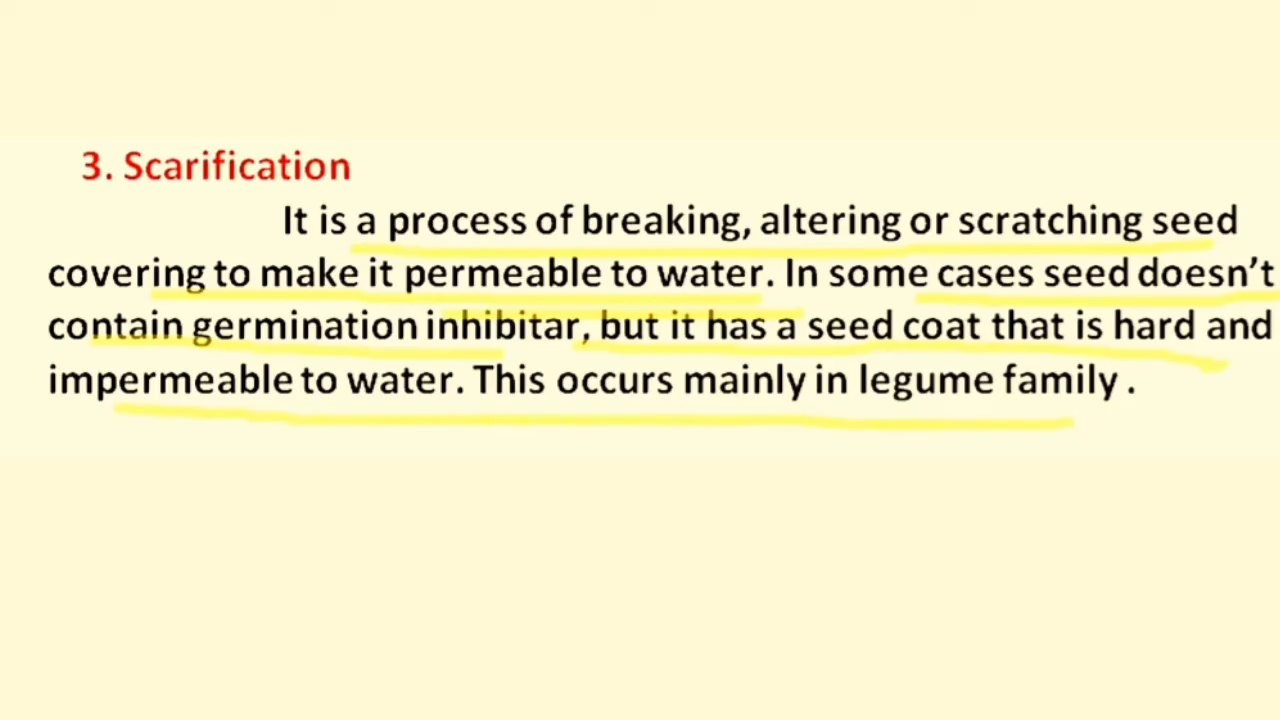 3. Scarification
It is a process of breaking, altering or scratching seed
covering to make it permeable to water. In some cases seed doesn't
contain germination inhibitar, but it has a seed coat that is hard and
impermeable to water. This occurs mainly in legume family .